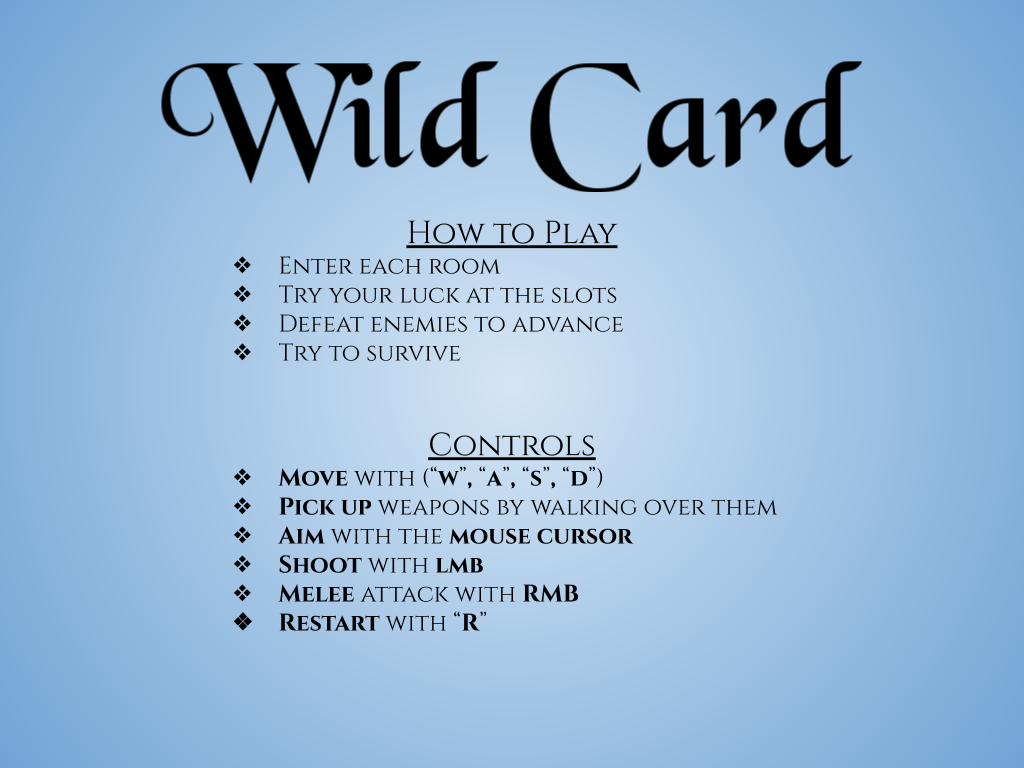 Wild Card
How to Play
❖ Enter each room
❖ Try your luck at the slots
❖ Defeat enemies to advance
❖ Try to survive
Controls
❖ Move with (“w”, “a”, “s”, “d”)
❖ Pick up weapons by walking over them
❖ Aim with the mouse cursor
❖ Shoot with lmb
❖ Melee attack with RMB
❖ Restart with “R”